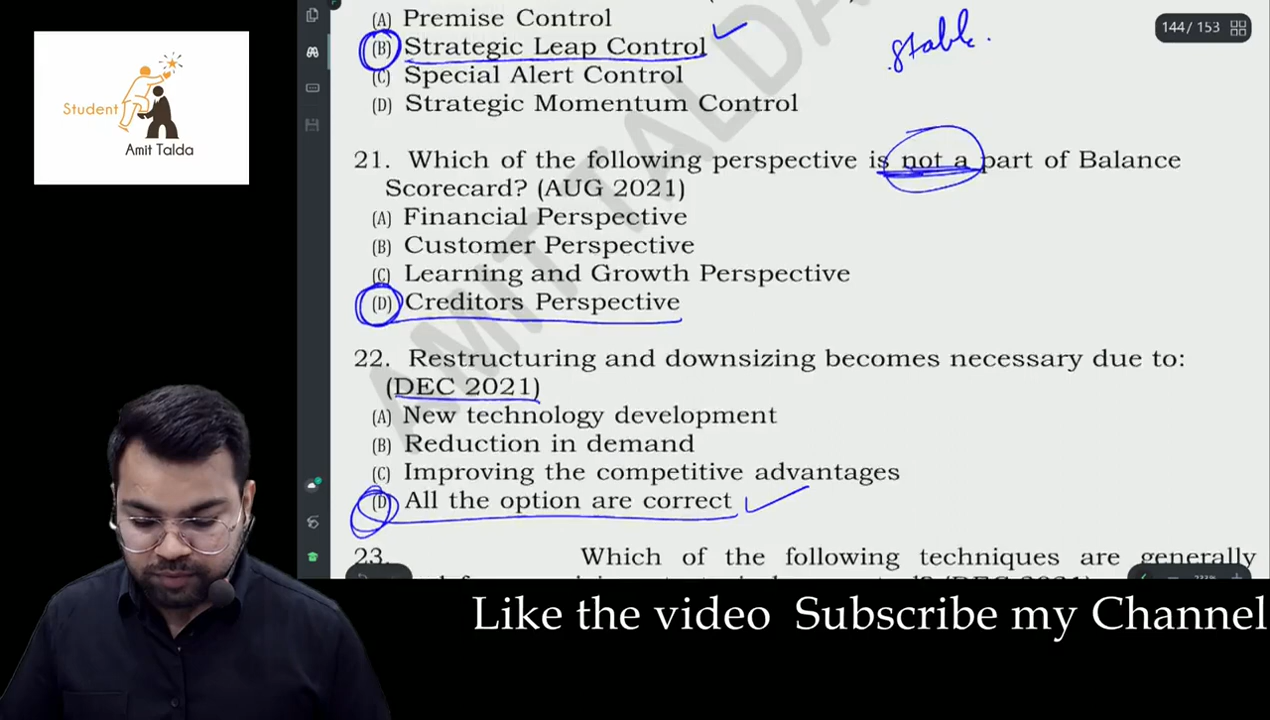 (A) Premise Control
(B) Strategic Leap Control
(C) Special Alert Control
(D) Strategic Momentum Control
stable.
144 / 153
Student
Amit Talda
21. Which of the following perspective is not a part of Balance
Scorecard? (AUG 2021)
(A) Financial Perspective
(B) Customer Perspective
(C) Learning and Growth Perspective
(D) Creditors Perspective
22. Restructuring and downsizing becomes necessary due to:
(DEC 2021)
(A) New technology development
(B) Reduction in demand
(C) Improving the competitive advantages
(D) All the option are correct
23. Which of the following techniques are generally
AMIT TALDA
Like the video Subscribe my Channel